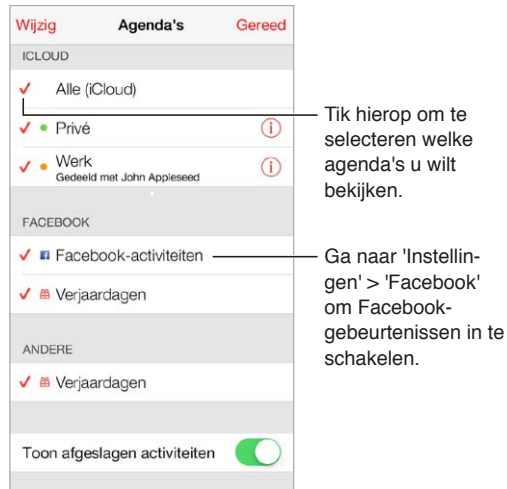 Wijzig Agenda's Gereed
ICLOUD
Alle (iCloud)
Privé
Werk
Gedeeld met John Appleseed
FACEBOOK
Facebook-activiteiten
Verjaardagen
ANDERE
Verjaardagen
Toon afgeslagen activiteiten
Tik hierop om te
selecteren welke
agenda's u wilt
bekijken.
Ga naar 'Instellin-
gen' > 'Facebook'
om Facebook-
gebeurtenissen in te
schakelen.